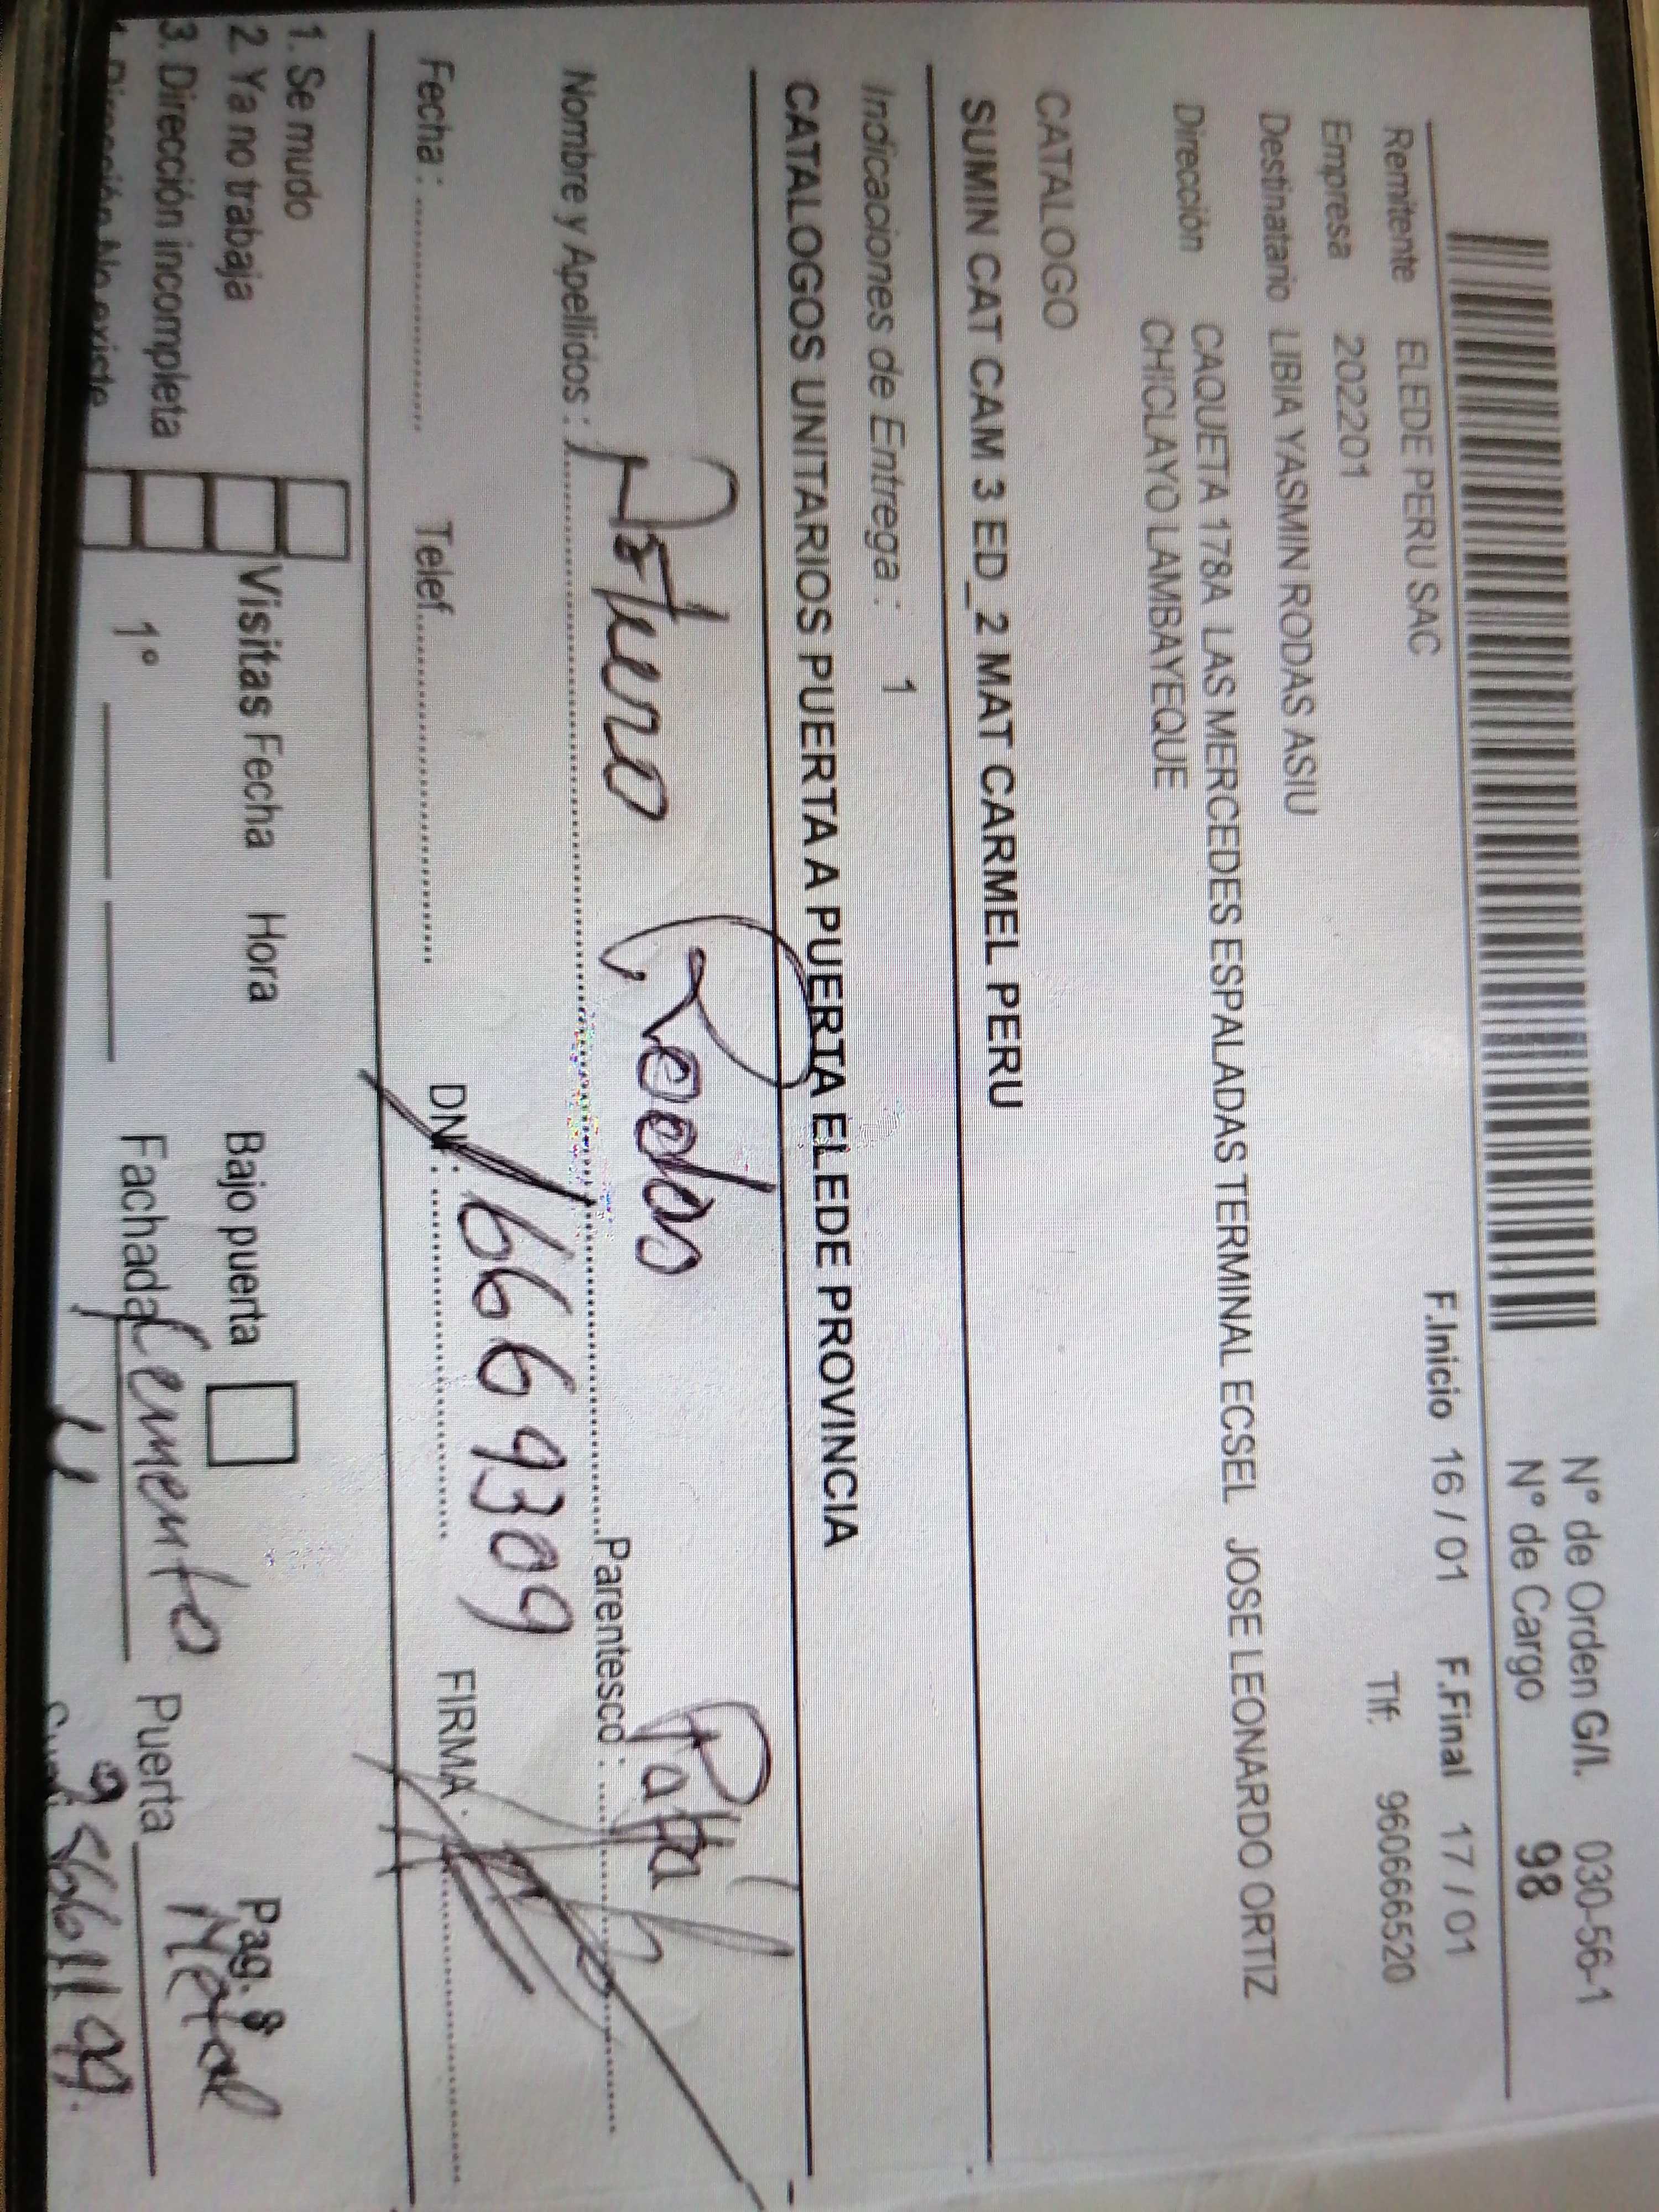 N° de Orden G/I. 030-56-1
N° de Cargo 98
F.Inicio 16 / 01 F.Final 17 / 01
Remitente ELEDE PERU SAC Tlf: 960666520
Empresa 202201
Destinatario LIBIA YASMIN RODAS ASIU
Dirección CAQUETA 178A LAS MERCEDES ESPALADAS TERMINAL ECSEL JOSE LEONARDO ORTIZ
CHICLAYO LAMBAYEQUE
CATALOGO
SUMIN CAT CAM 3 ED_2 MAT CARMEL PERU
Indicaciones de Entrega : 1
CATALOGOS UNITARIOS PUERTA A PUERTA ELEDE PROVINCIA
Nombre y Apellidos : Rodas Parentesco :
Fecha : Telef. DNI : 16669309 FIRMA :
1. Se mudo
2. Ya no trabaja Visitas Fecha Hora Bajo puerta Pag. 8
3. Dirección incompleta 1° Fachada Cemento Puerta Metal
Dirección No existe